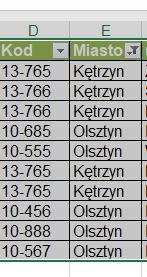 D E
Kod Miasto
13-765 Kętrzyn
13-766 Kętrzyn
13-766 Kętrzyn
10-685 Olsztyn
10-555 Olsztyn
13-765 Kętrzyn
13-765 Kętrzyn
10-456 Olsztyn
10-888 Olsztyn
10-567 Olsztyn